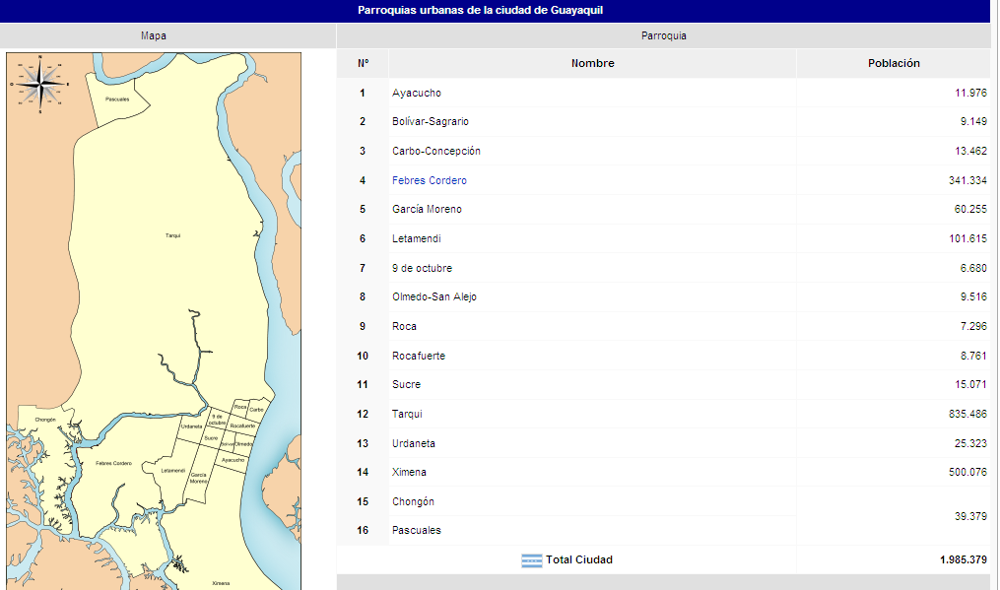 Parroquias urbanas de la ciudad de Guayaquil
Mapa
Parroquia
N
O
E
S
Pascuales
Tarqui
Roca
Carbo
Chongón
9 de
octubre
Urdaneta
Rocafuerte
Sucre
Bolívar
Olmedo
Ayacucho
Febres Cordero
Letamendi
García
Moreno
Ximena
Nº Nombre Población
1 Ayacucho 11.976
2 Bolívar-Sagrario 9.149
3 Carbo-Concepción 13.462
4 Febres Cordero 341.334
5 García Moreno 60.255
6 Letamendi 101.615
7 9 de octubre 6.680
8 Olmedo-San Alejo 9.516
9 Roca 7.296
10 Rocafuerte 8.761
11 Sucre 15.071
12 Tarqui 835.486
13 Urdaneta 25.323
14 Ximena 500.076
15 Chongón
39.379
16 Pascuales
Total Ciudad 1.985.379